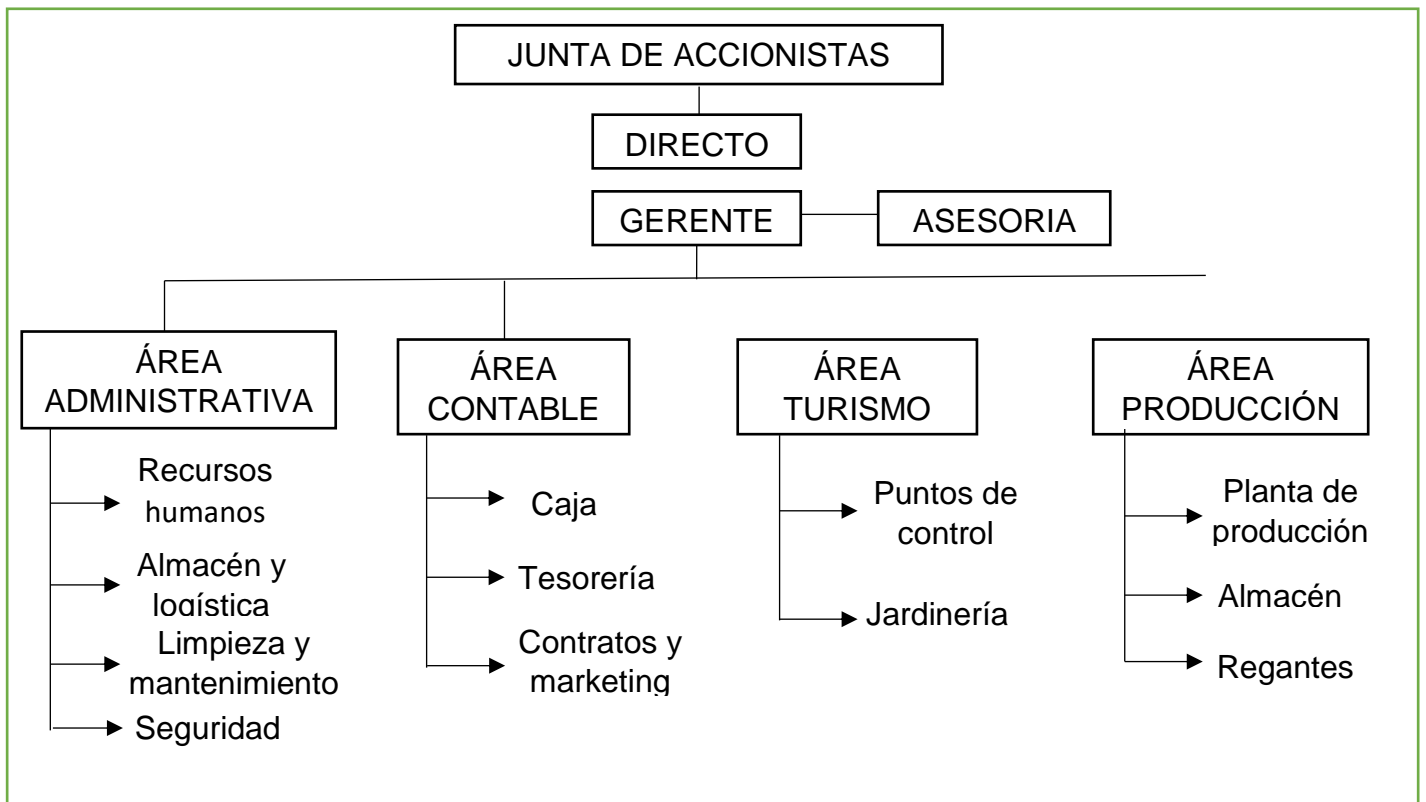 JUNTA DE ACCIONISTAS
DIRECTO
GERENTE
ASESORIA
ÁREA
ADMINISTRATIVA
Recursos
humanos
Almacén y
logística
Limpieza y
mantenimiento
Seguridad
ÁREA
CONTABLE
Caja
Tesorería
Contratos y
marketing
ÁREA
TURISMO
Puntos de
control
Jardinería
ÁREA
PRODUCCIÓN
Planta de
producción
Almacén
Regantes